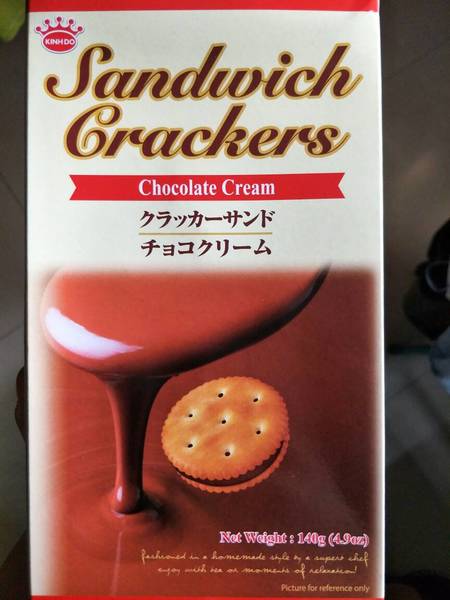 KINH DO
Sandwich
Crackers
Chocolate Cream
クラッカーサンド
チョコクリーム
Net Weight : 140g (4.9oz)
fashioned in a homemade style by a supert chef
enjoy with tea or moments of relaxation!
Picture for reference only